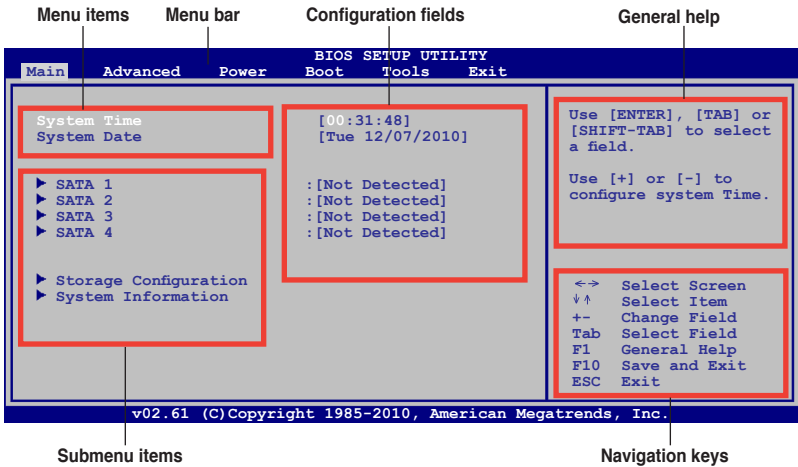 Menu items Menu bar Configuration fields General help
BIOS SETUP UTILITY
Main Advanced Power Boot Tools Exit
System Time [00:31:48]
System Date [Tue 12/07/2010]
SATA 1 :[Not Detected]
SATA 2 :[Not Detected]
SATA 3 :[Not Detected]
SATA 4 :[Not Detected]
Storage Configuration
System Information
Use [ENTER], [TAB] or
[SHIFT-TAB] to select
a field.
Use [+] or [-] to
configure system Time.
←→ Select Screen
↓↑ Select Item
+- Change Field
Tab Select Field
F1 General Help
F10 Save and Exit
ESC Exit
v02.61 (C)Copyright 1985-2010, American Megatrends, Inc.
Submenu items Navigation keys